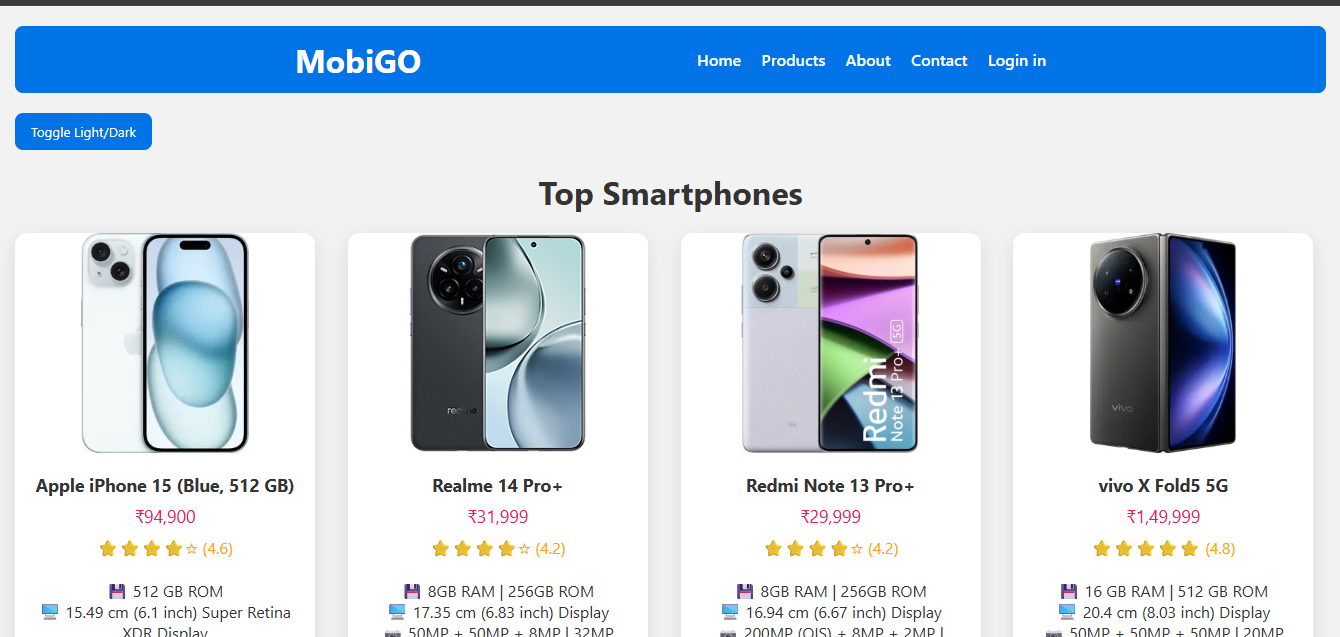 MobiGO
Home Products About Contact Login in
Toggle Light/Dark
Top Smartphones
realme
Redmi
Note 13 Pro+ 5G
vivo
Apple iPhone 15 (Blue, 512 GB)
₹94,900
⭐⭐⭐⭐☆ (4.6)
💾 512 GB ROM
🖥️ 15.49 cm (6.1 inch) Super Retina
XDR Display
Realme 14 Pro+
₹31,999
⭐⭐⭐⭐☆ (4.2)
💾 8GB RAM | 256GB ROM
🖥️ 17.35 cm (6.83 inch) Display
📷 50MP + 50MP + 8MP | 32MP
Redmi Note 13 Pro+
₹29,999
⭐⭐⭐⭐☆ (4.2)
💾 8GB RAM | 256GB ROM
🖥️ 16.94 cm (6.67 inch) Display
📷 200MP (OIS) + 8MP + 2MP |
vivo X Fold5 5G
₹1,49,999
⭐⭐⭐⭐⭐ (4.8)
💾 16 GB RAM | 512 GB ROM
🖥️ 20.4 cm (8.03 inch) Display
📷 50MP + 50MP + 50MP | 20MP